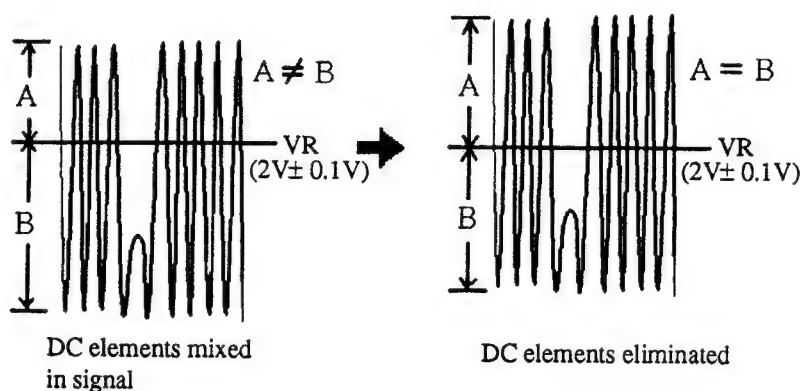 A
B
A ≠ B
VR
(2V± 0.1V)
DC elements mixed
in signal
A
B
A = B
VR
(2V± 0.1V)
DC elements eliminated